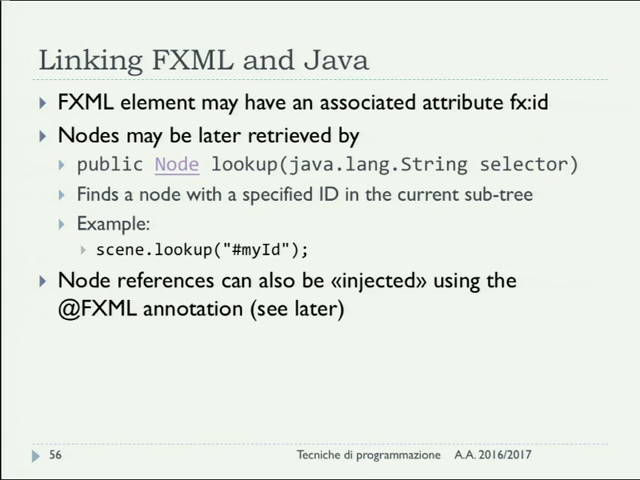 Linking FXML and Java
FXML element may have an associated attribute fx:id
Nodes may be later retrieved by
public Node lookup(java.lang.String selector)
Finds a node with a specified ID in the current sub-tree
Example:
scene.lookup("#myId");
Node references can also be «injected» using the
@FXML annotation (see later)
56 Tecniche di programmazione A.A. 2016/2017